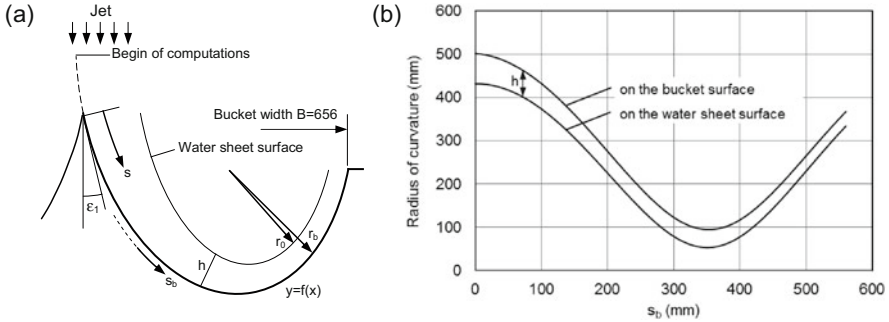 (a)
Jet
Begin of computations
Bucket width B=656
Water sheet surface
s
ε1
sb
h
r0
rb
y=f(x)
(b)
Radius of curvature (mm)
600
500
400
300
200
100
0
h
on the bucket surface
on the water sheet surface
0 100 200 300 400 500 600
sb (mm)